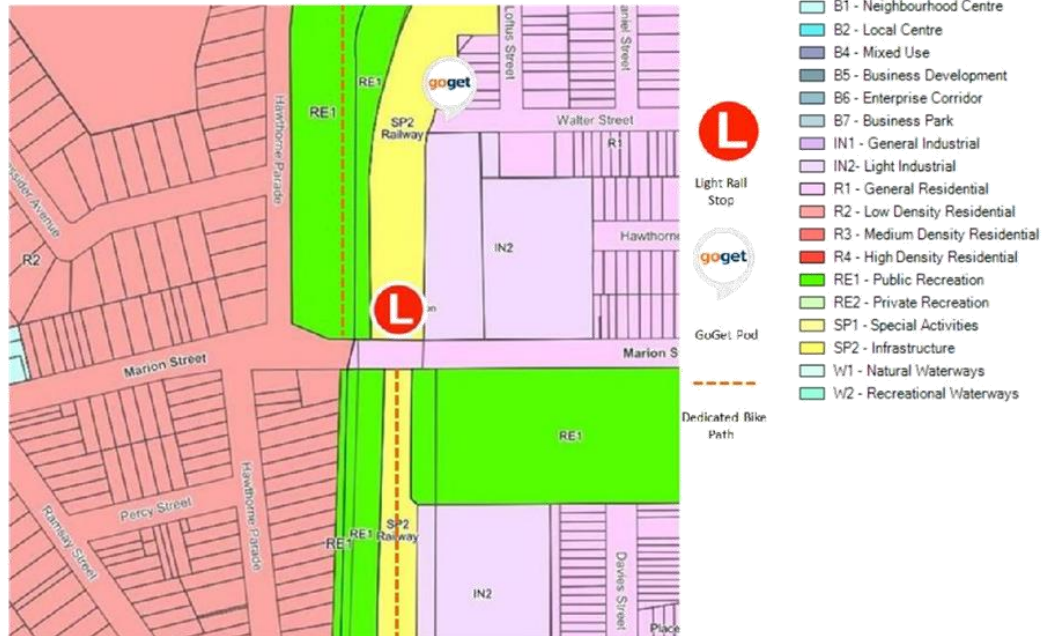 Loftus Street
aniel Street
goget
RE1
RE1
Hawthorne Parade
SP2
Railway
Walter Street
R1
IN2
Hawthorne
R2
L
Marion Street
Marion S
RE1
Hawthorne Parade
Percy Street
Ramsay Street
RE1
RE1
SP2
Railway
IN2
Davies Street
Place
L
Light Rail
Stop
goget
GoGet Pod
Dedicated Bike
Path
B1 - Neighbourhood Centre
B2 - Local Centre
B4 - Mixed Use
B5 - Business Development
B6 - Enterprise Corridor
B7 - Business Park
IN1 - General Industrial
IN2- Light Industrial
R1 - General Residential
R2 - Low Density Residential
R3 - Medium Density Residential
R4 - High Density Residential
RE1 - Public Recreation
RE2 - Private Recreation
SP1 - Special Activities
SP2 - Infrastructure
W1 - Natural Waterways
W2 - Recreational Waterways